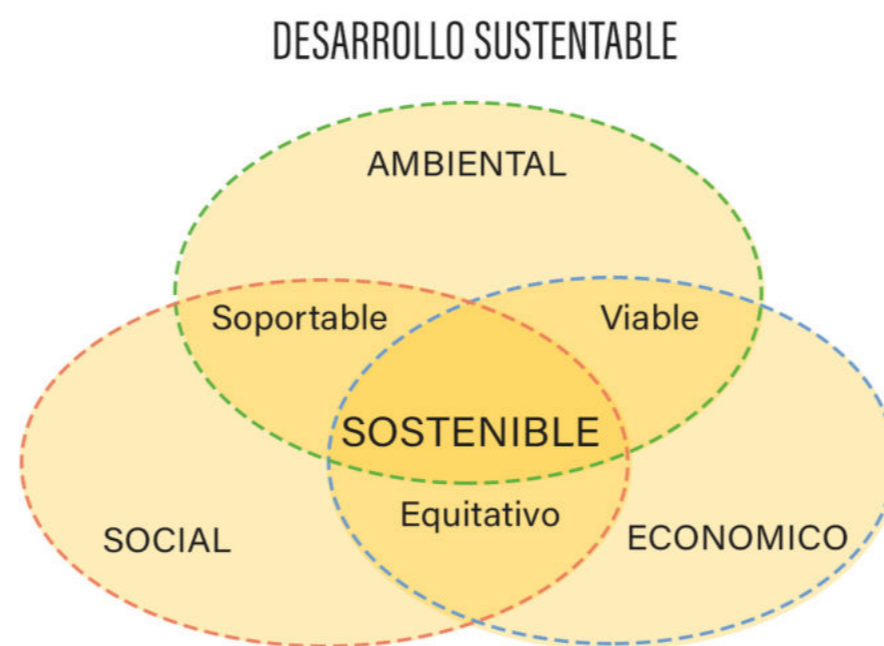 DESARROLLO SUSTENTABLE
AMBIENTAL
Soportable
Viable
SOSTENIBLE
Equitativo
SOCIAL
ECONOMICO